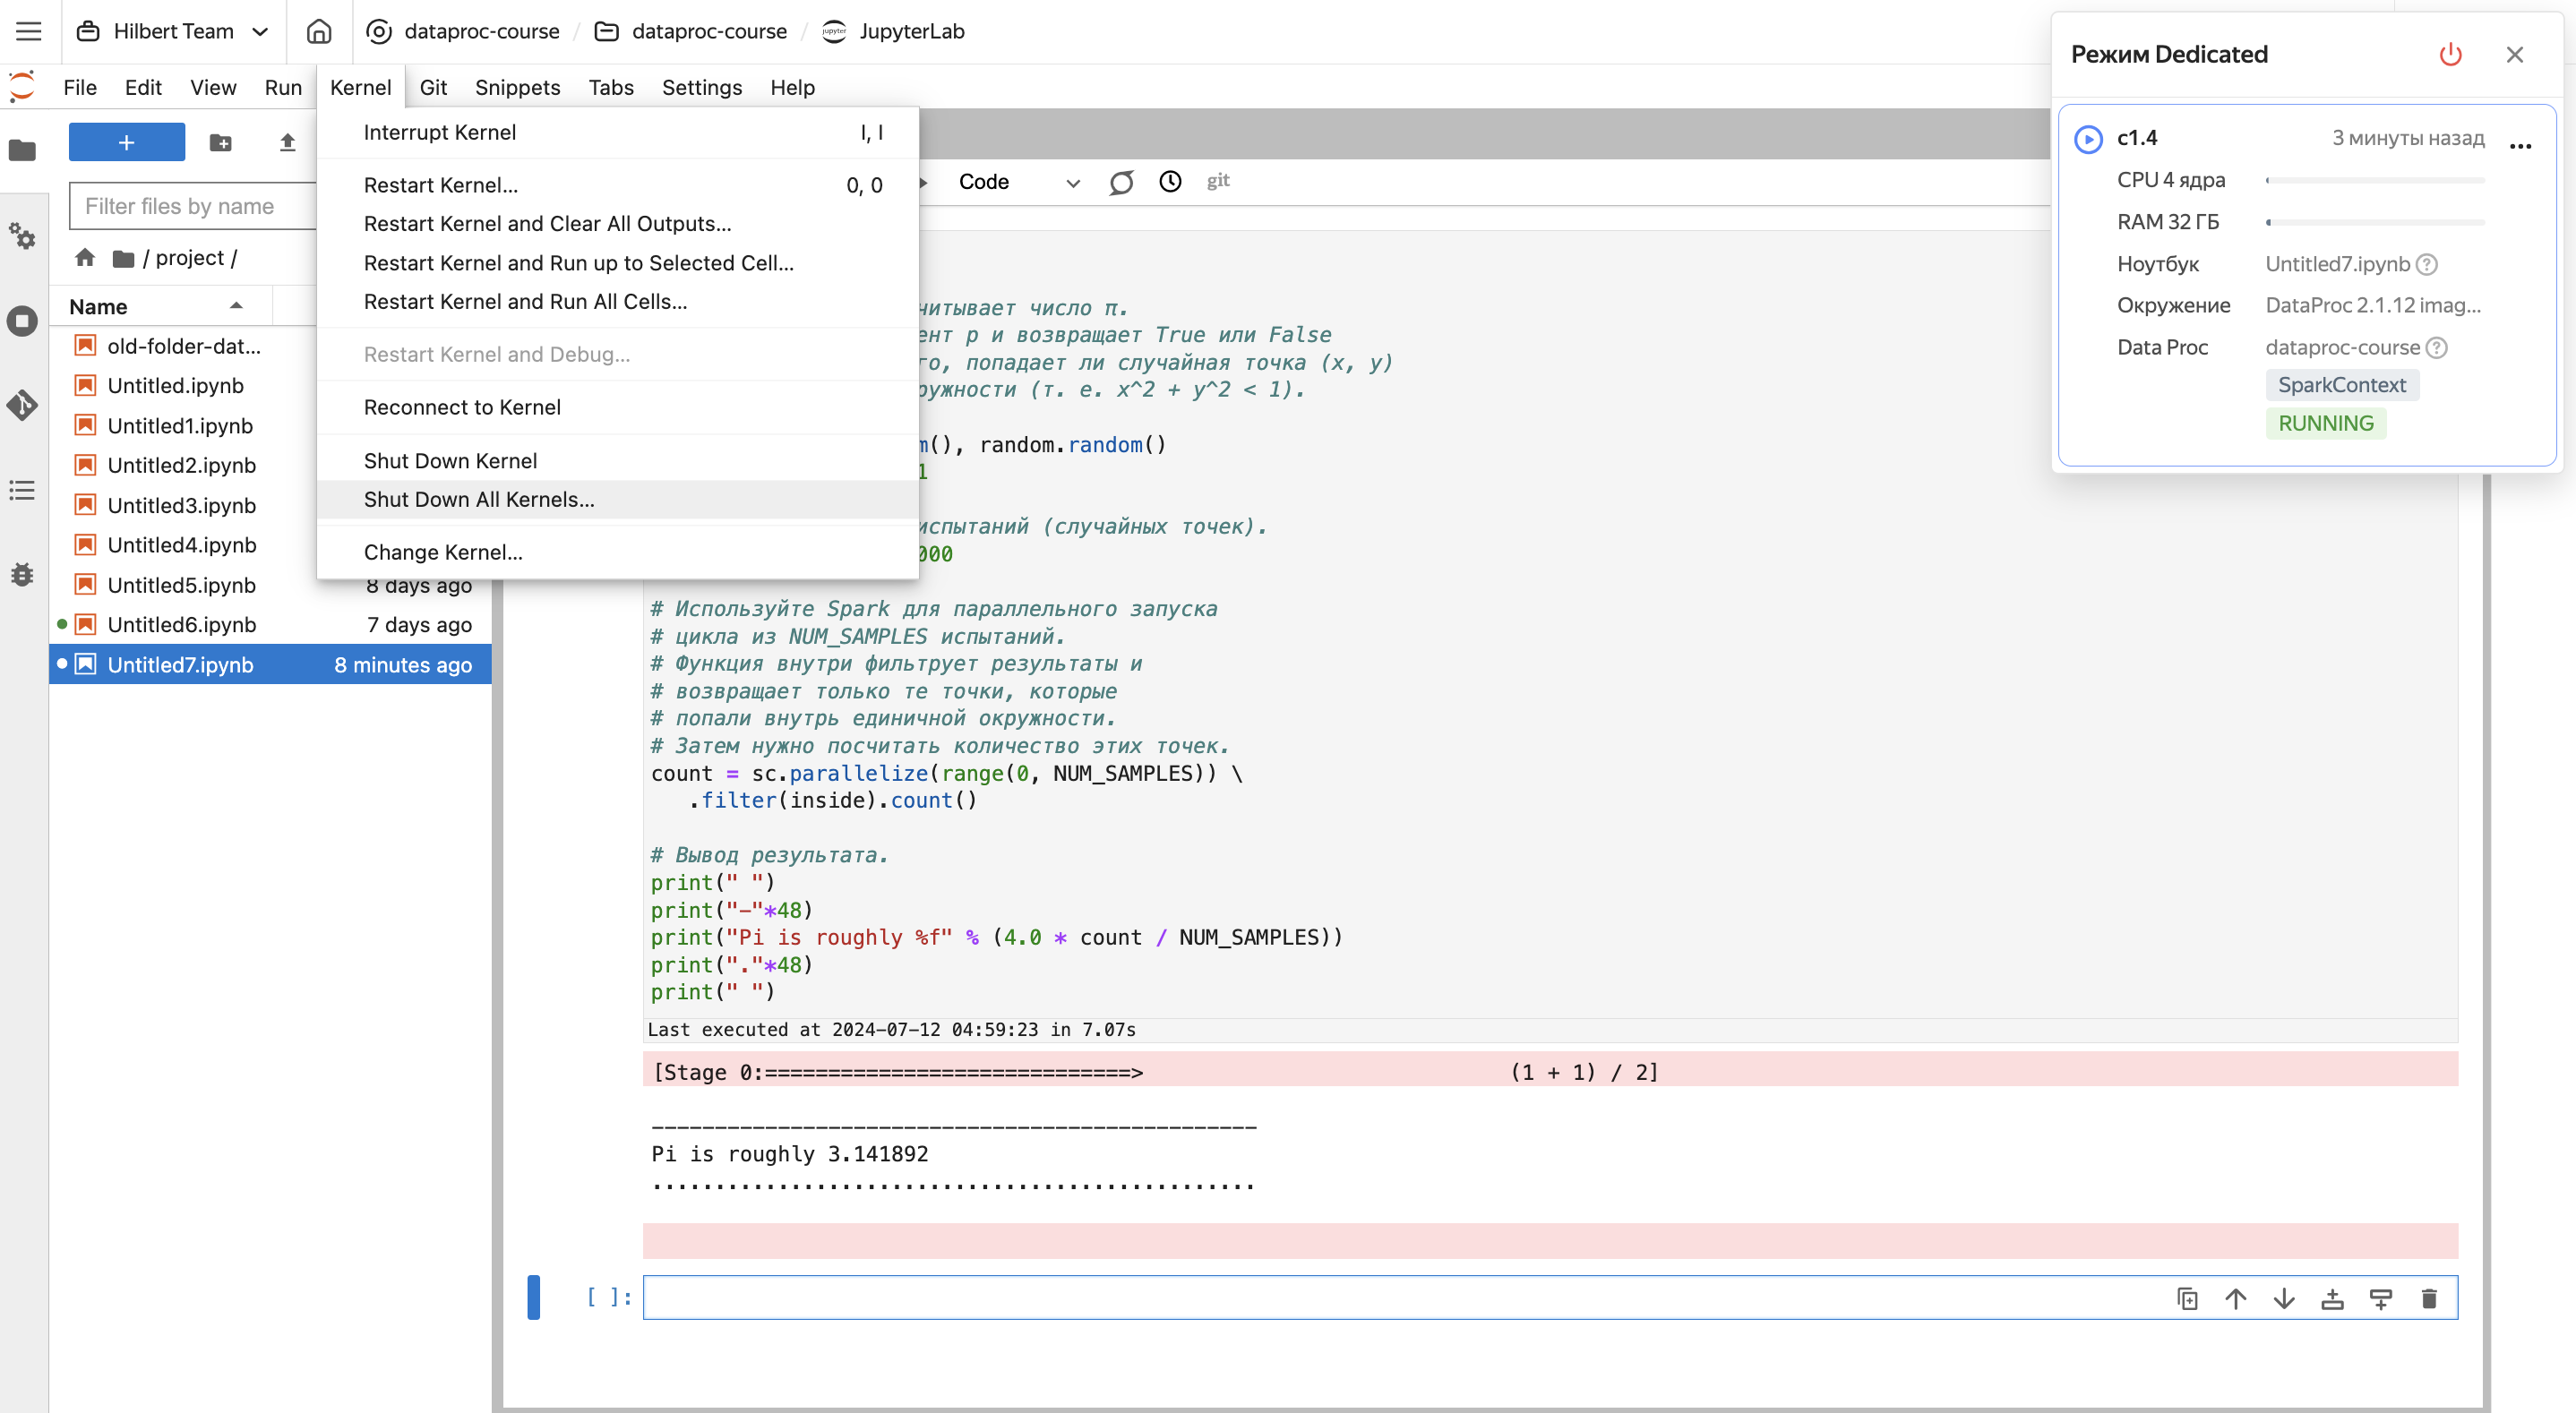 Hilbert Team
dataproc-course / dataproc-course / JupyterLab
File Edit View Run Kernel Git Snippets Tabs Settings Help
Filter files by name
/ project /
Name
old-folder-dat...
Untitled.ipynb
Untitled1.ipynb
Untitled2.ipynb
Untitled3.ipynb
Untitled4.ipynb
Untitled5.ipynb 8 days ago
Untitled6.ipynb 7 days ago
Untitled7.ipynb 8 minutes ago
Interrupt Kernel I, I
Restart Kernel... 0, 0
Restart Kernel and Clear All Outputs...
Restart Kernel and Run up to Selected Cell...
Restart Kernel and Run All Cells...
Restart Kernel and Debug...
Reconnect to Kernel
Shut Down Kernel
Shut Down All Kernels...
Change Kernel...
Code git
читывает число π.
ент p и возвращает True или False
го, попадает ли случайная точка (x, y)
ружности (т. е. x^2 + y^2 < 1).
m(), random.random()
1
испытаний (случайных точек).
000
# Используйте Spark для параллельного запуска
# цикла из NUM_SAMPLES испытаний.
# Функция внутри фильтрует результаты и
# возвращает только те точки, которые
# попали внутрь единичной окружности.
# Затем нужно посчитать количество этих точек.
count = sc.parallelize(range(0, NUM_SAMPLES)) \
.filter(inside).count()
# Вывод результата.
print(" ")
print("-"*48)
print("Pi is roughly %f" % (4.0 * count / NUM_SAMPLES))
print("."*48)
print(" ")
Last executed at 2024-07-12 04:59:23 in 7.07s
[Stage 0:=============================> (1 + 1) / 2]
------------------------------------------------
Pi is roughly 3.141892
................................................
[ ]:
Режим Dedicated
c1.4 3 минуты назад ...
CPU 4 ядра
RAM 32 ГБ
Ноутбук Untitled7.ipynb ?
Окружение DataProc 2.1.12 imag...
Data Proc dataproc-course ?
SparkContext
RUNNING